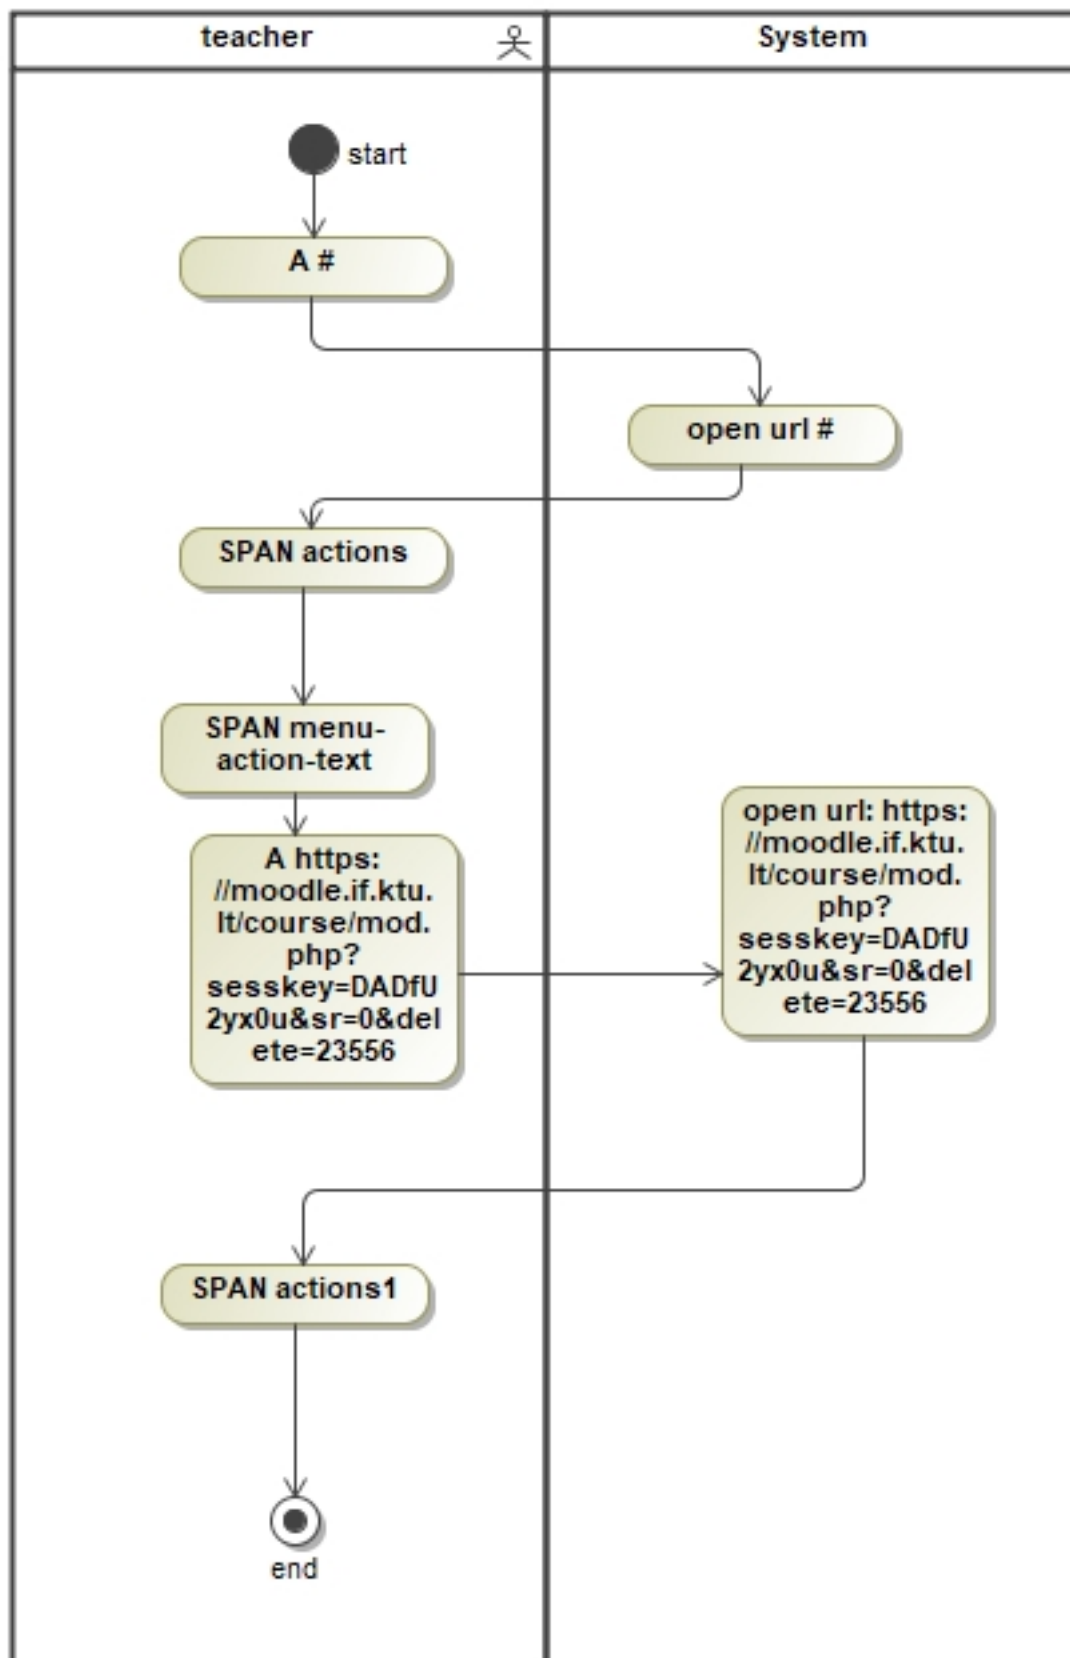 teacher
System
start
A #
open url #
SPAN actions
SPAN menu-
action-text
A https:
//moodle.if.ktu.
lt/course/mod.
php?
sesskey=DADfU
2yx0u&sr=0&del
ete=23556
open url: https:
//moodle.if.ktu.
lt/course/mod.
php?
sesskey=DADfU
2yx0u&sr=0&del
ete=23556
SPAN actions1
end